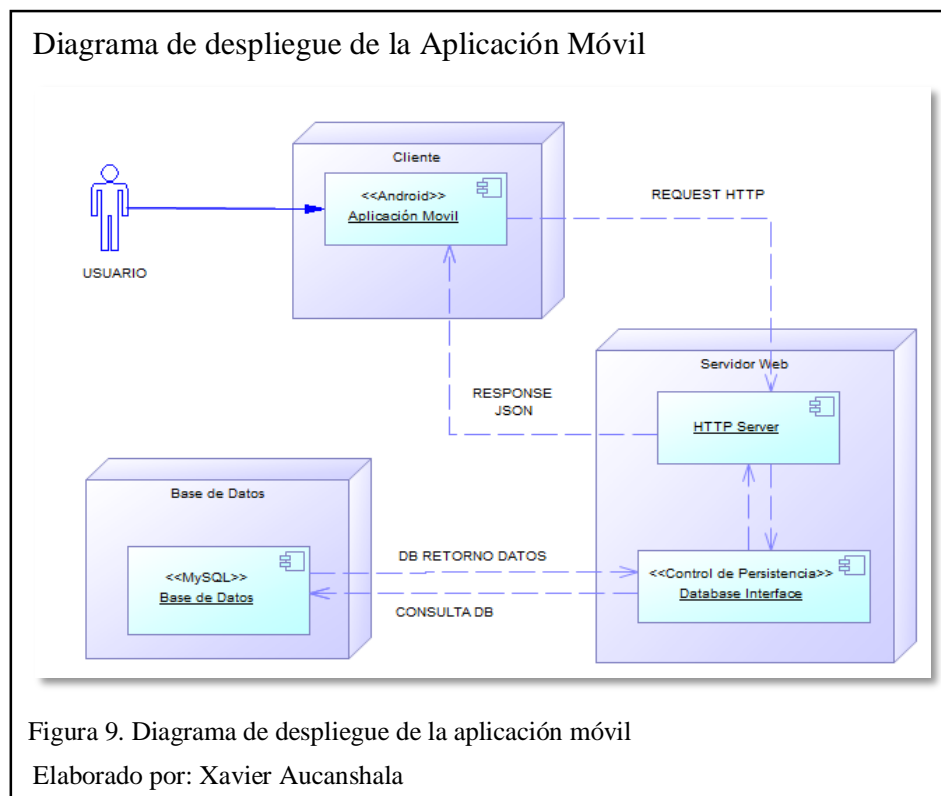 Diagrama de despliegue de la Aplicación Móvil
Cliente
<<Android>>
Aplicación Movil
REQUEST HTTP
USUARIO
Servidor Web
RESPONSE
JSON
HTTP Server
Base de Datos
DB RETORNO DATOS
<<MySQL>>
Base de Datos
<<Control de Persistencia>>
Database Interface
CONSULTA DB
Figura 9. Diagrama de despliegue de la aplicación móvil
Elaborado por: Xavier Aucanshala